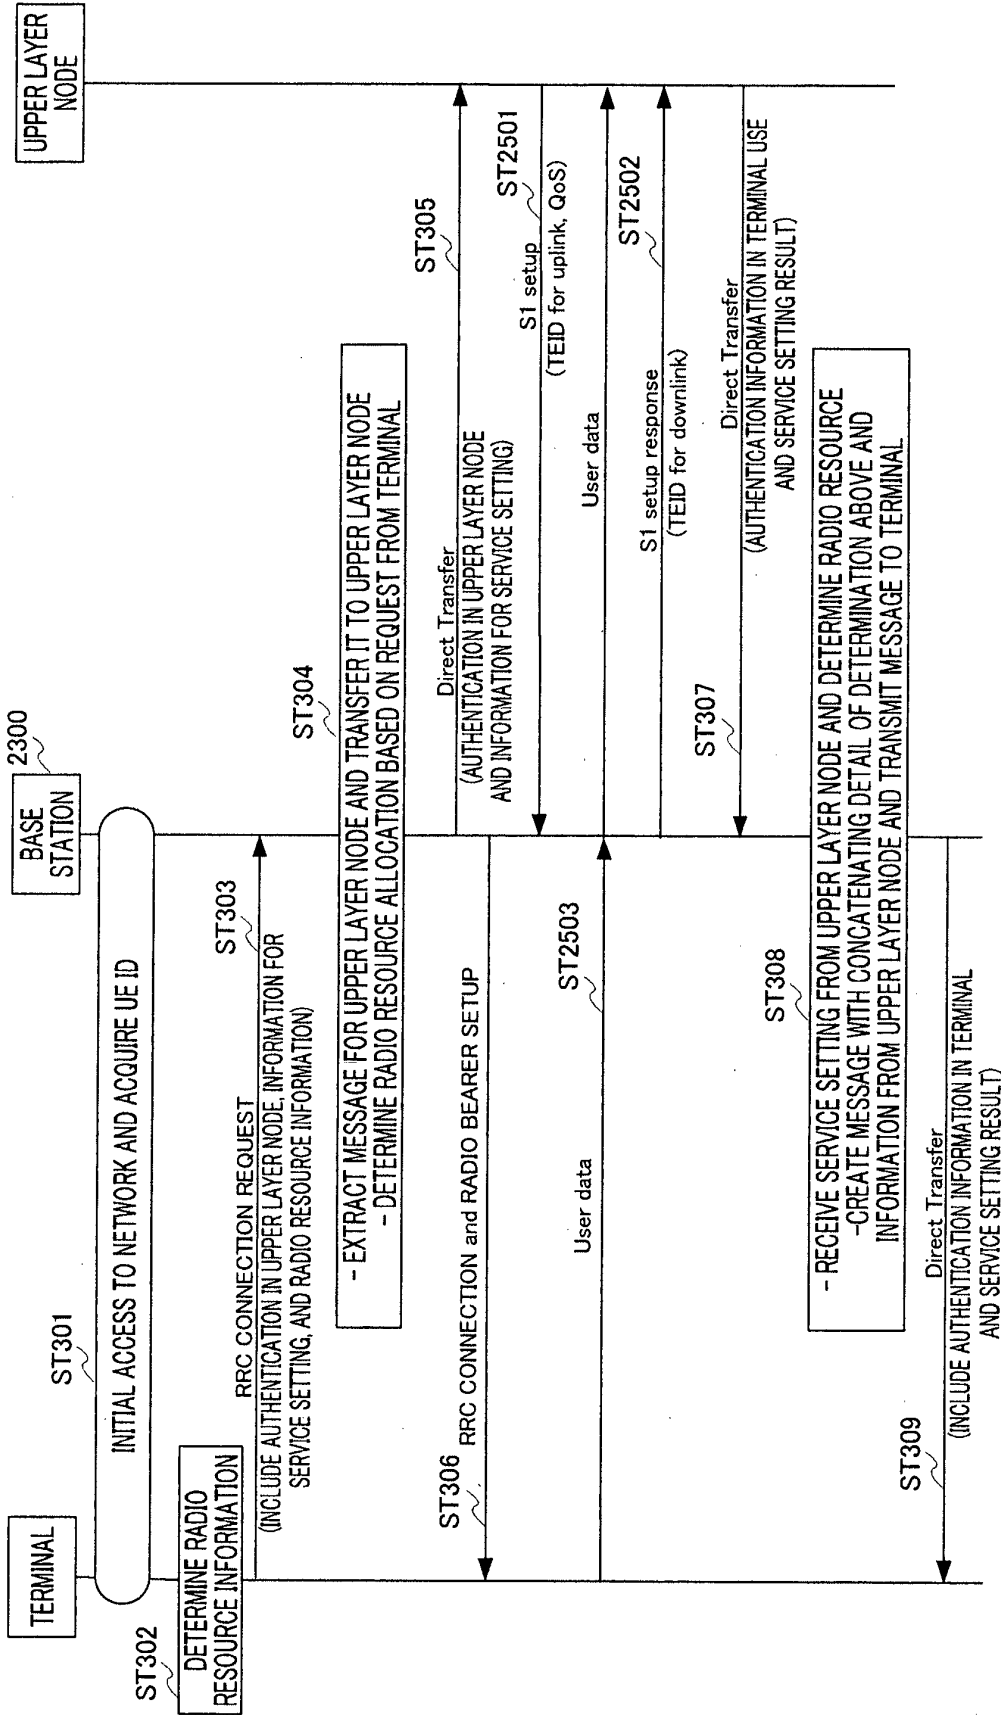 TERMINAL
BASE
STATION
2300
UPPER LAYER
NODE
ST301
INITIAL ACCESS TO NETWORK AND ACQUIRE UE ID
ST302
DETERMINE RADIO
RESOURCE INFORMATION
RRC CONNECTION REQUEST
ST303
(INCLUDE AUTHENTICATION IN UPPER LAYER NODE, INFORMATION FOR
SERVICE SETTING, AND RADIO RESOURCE INFORMATION)
ST304
- EXTRACT MESSAGE FOR UPPER LAYER NODE AND TRANSFER IT TO UPPER LAYER NODE
- DETERMINE RADIO RESOURCE ALLOCATION BASED ON REQUEST FROM TERMINAL
Direct Transfer
ST305
(AUTHENTICATION IN UPPER LAYER NODE
AND INFORMATION FOR SERVICE SETTING)
ST306
RRC CONNECTION and RADIO BEARER SETUP
S1 setup
ST2501
(TEID for uplink, QoS)
User data
ST2503
User data
S1 setup response
ST2502
(TEID for downlink)
ST307
Direct Transfer
(AUTHENTICATION INFORMATION IN TERMINAL USE
AND SERVICE SETTING RESULT)
ST308
- RECEIVE SERVICE SETTING FROM UPPER LAYER NODE AND DETERMINE RADIO RESOURCE
-CREATE MESSAGE WITH CONCATENATING DETAIL OF DETERMINATION ABOVE AND
INFORMATION FROM UPPER LAYER NODE AND TRANSMIT MESSAGE TO TERMINAL
ST309
Direct Transfer
(INCLUDE AUTHENTICATION INFORMATION IN TERMINAL
AND SERVICE SETTING RESULT)